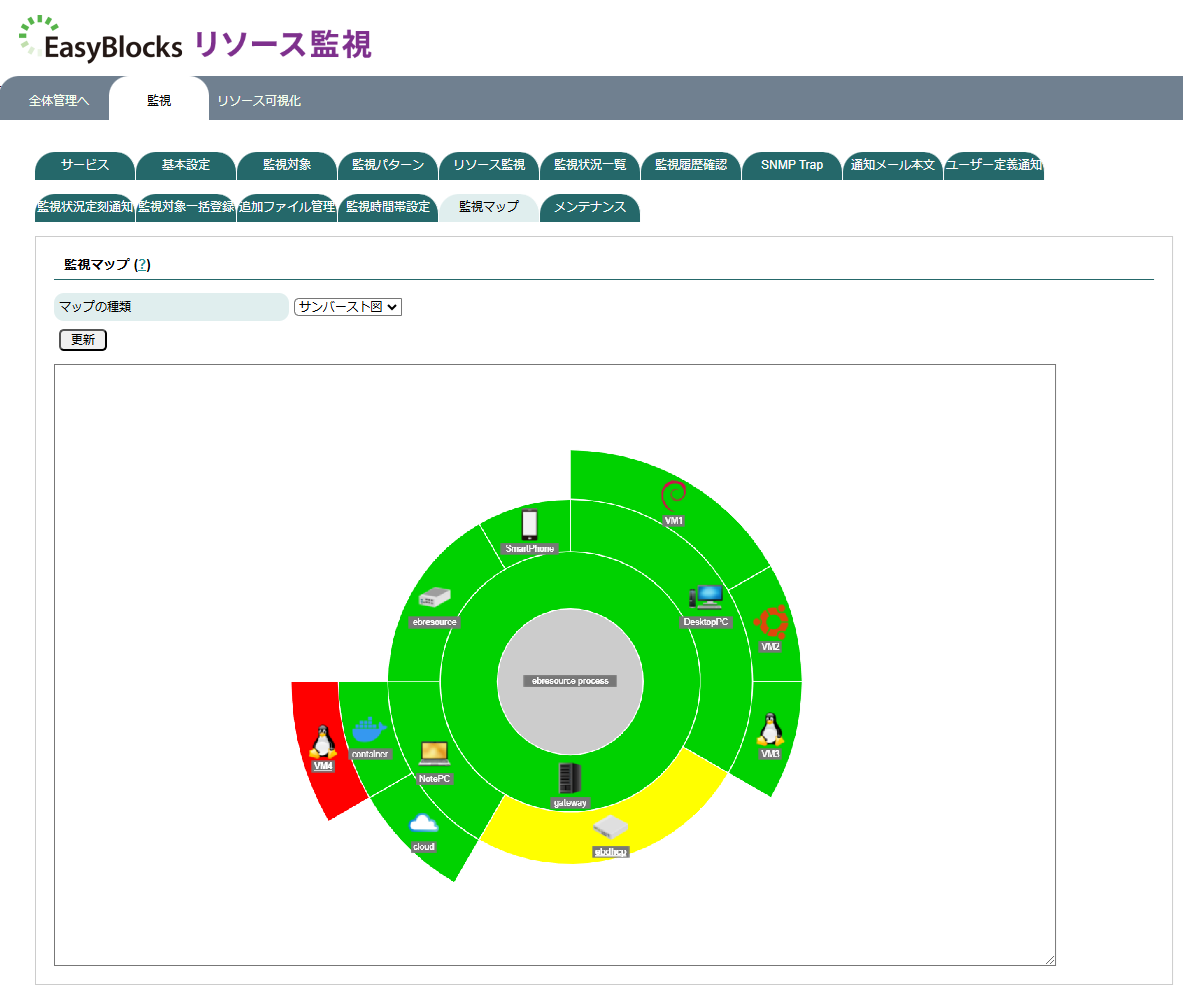 EasyBlocks リソース監視
全体管理へ 監視 リソース可視化
サービス 基本設定 監視対象 監視パターン リソース監視 監視状況一覧 監視履歴確認 SNMP Trap 通知メール本文 ユーザー定義通知
監視状況定刻通知 監視対象一括登録 追加ファイル管理 監視時間帯設定 監視マップ メンテナンス
監視マップ (?)
マップの種類 サンバースト図
更新
VM1
SmartPhone
ebresource
DesktopPC
VM2
ebresource process
container
VM3
VM4
NotePC
gateway
cloud
ebdhcp